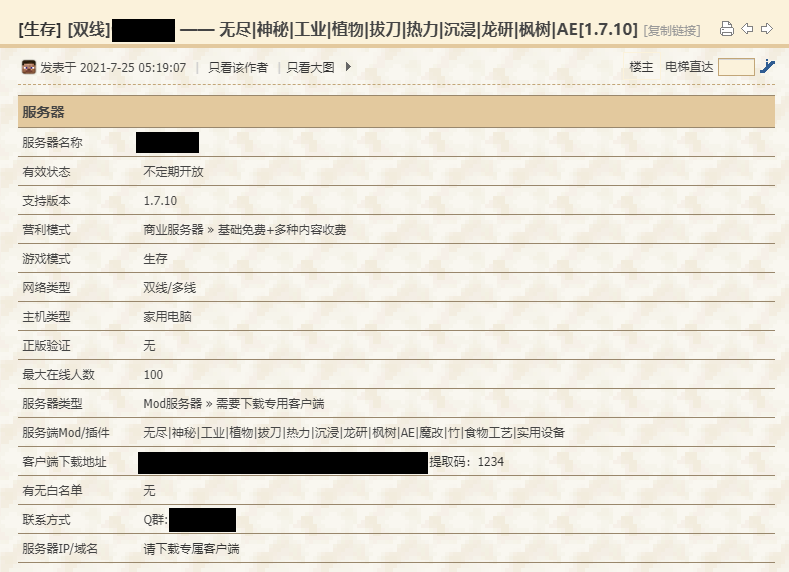 [生存] [双线] —— 无尽|神秘|工业|植物|拔刀|热力|沉浸|龙研|枫树|AE[1.7.10] [复制链接]
发表于 2021-7-25 05:19:07 | 只看该作者 | 只看大图 楼主 电梯直达
服务器
服务器名称
有效状态 不定期开放
支持版本 1.7.10
营利模式 商业服务器 » 基础免费+多种内容收费
游戏模式 生存
网络类型 双线/多线
主机类型 家用电脑
正版验证 无
最大在线人数 100
服务器类型 Mod服务器 » 需要下载专用客户端
服务端Mod/插件 无尽|神秘|工业|植物|拔刀|热力|沉浸|龙研|枫树|AE|魔改|竹|食物工艺|实用设备
客户端下载地址 提取码：1234
有无白名单 无
联系方式 Q群:
服务器IP/域名 请下载专属客户端